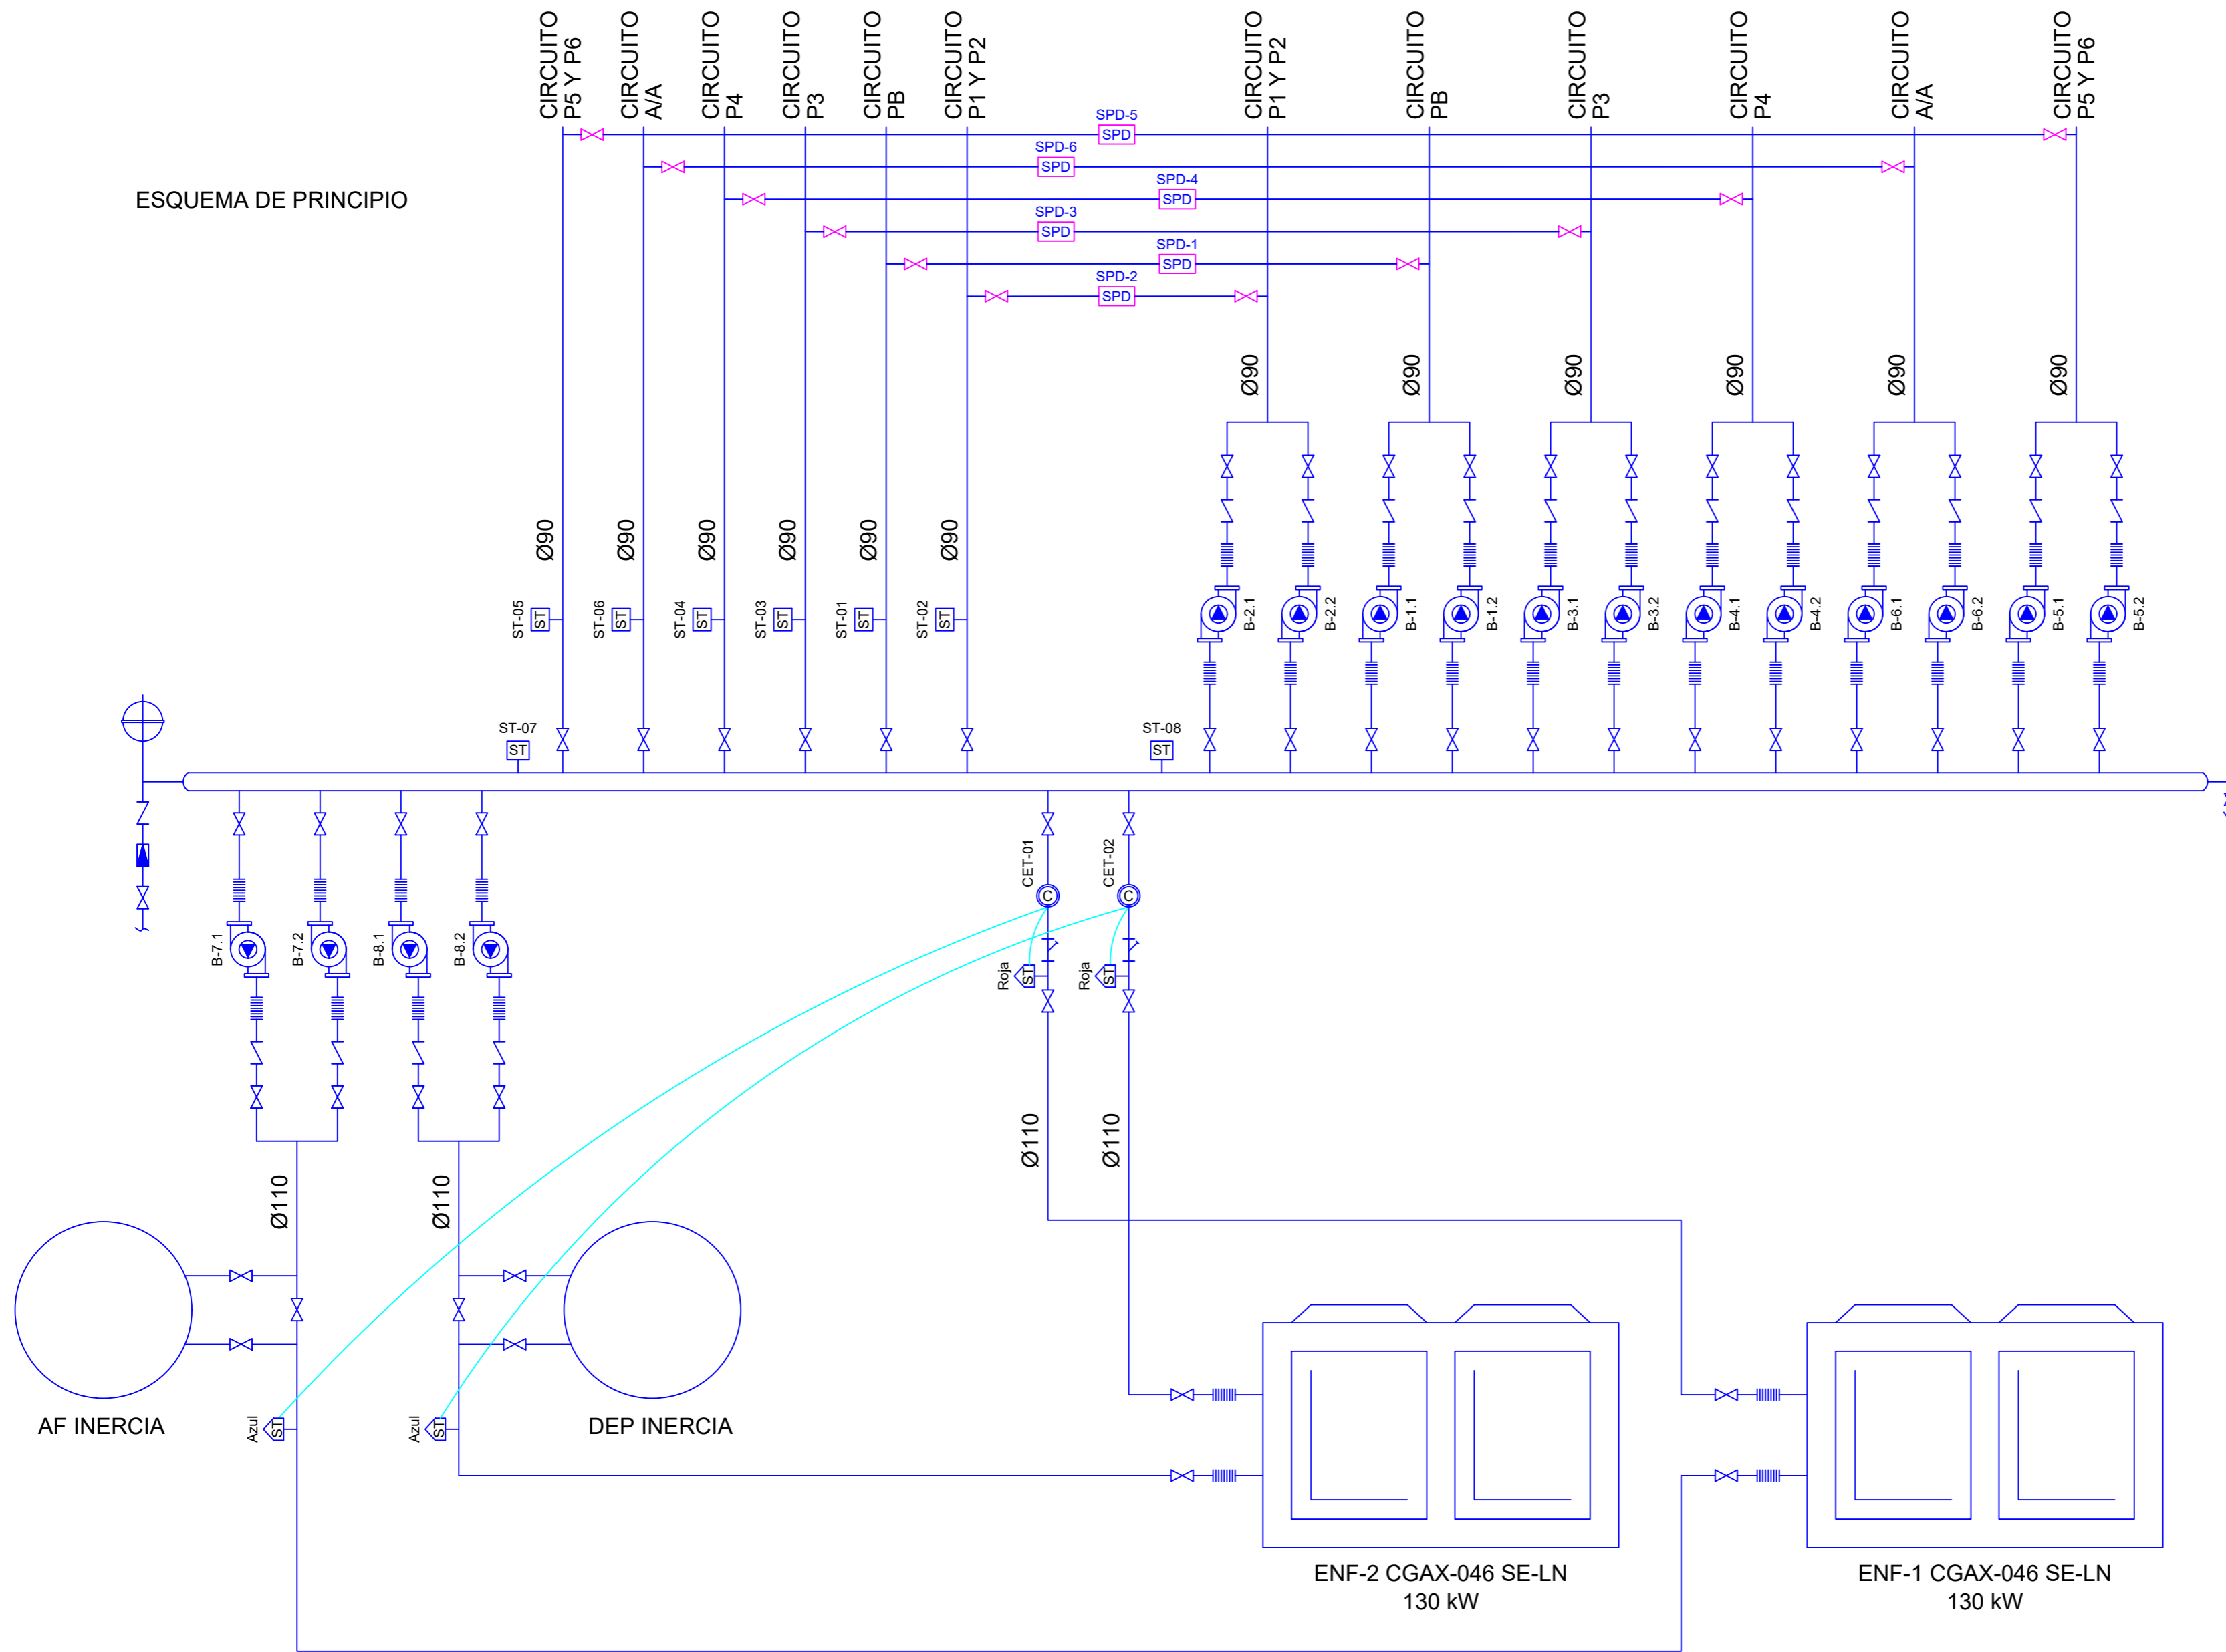 CIRCUITO
P5 Y P6
CIRCUITO
A/A
CIRCUITO
P4
CIRCUITO
P3
CIRCUITO
PB
CIRCUITO
P1 Y P2
CIRCUITO
P1 Y P2
CIRCUITO
PB
CIRCUITO
P3
CIRCUITO
P4
CIRCUITO
A/A
CIRCUITO
P5 Y P6
SPD-5
SPD
SPD-6
SPD
SPD-4
SPD
SPD-3
SPD
SPD-1
SPD
SPD-2
SPD
ESQUEMA DE PRINCIPIO
Ø90
Ø90
Ø90
Ø90
Ø90
Ø90
Ø90
Ø90
Ø90
Ø90
Ø90
Ø90
ST-05
ST
ST-06
ST
ST-04
ST
ST-03
ST
ST-01
ST
ST-02
ST
B-2.1
B-2.2
B-1.1
B-1.2
B-3.1
B-3.2
B-4.1
B-4.2
B-6.1
B-6.2
B-5.1
B-5.2
ST-07
ST
ST-08
ST
CET-01
C
CET-02
C
B-7.1
B-7.2
B-8.1
B-8.2
Roja
ST
Roja
ST
Ø110
Ø110
Ø110
Ø110
AF INERCIA
Azul
ST
Azul
ST
DEP INERCIA
ENF-2 CGAX-046 SE-LN
130 kW
ENF-1 CGAX-046 SE-LN
130 kW